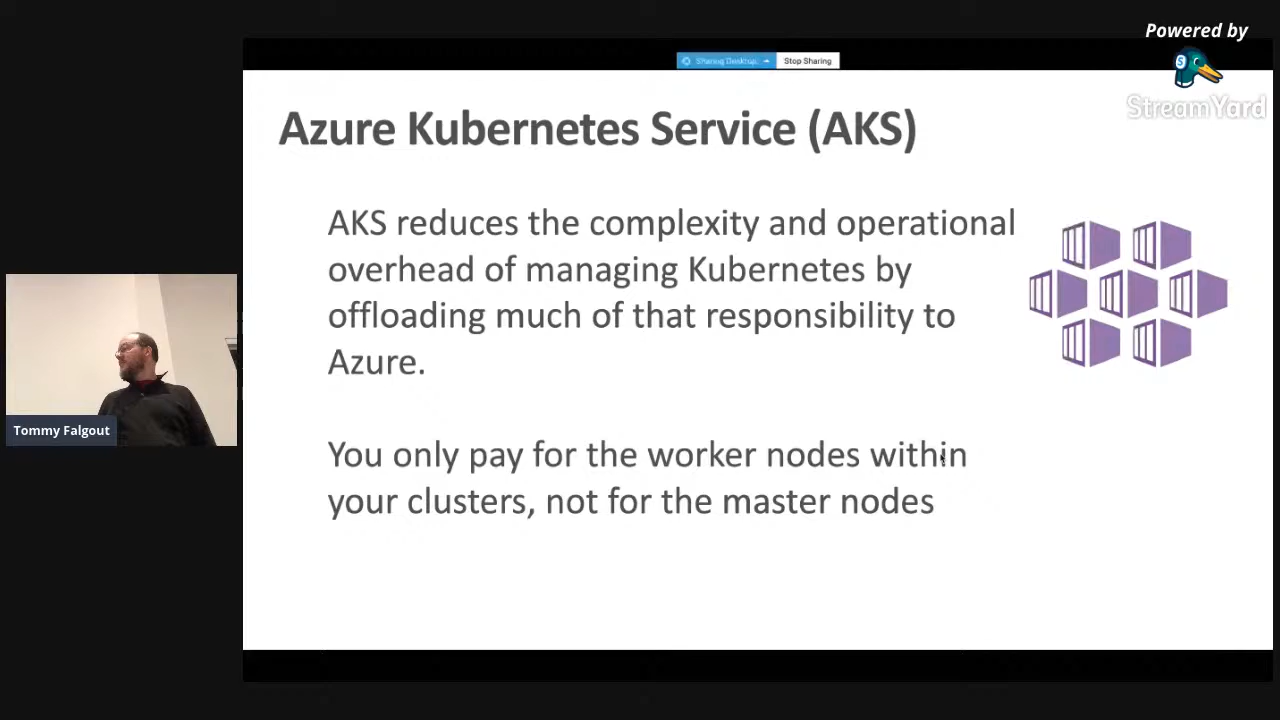 Powered by
StreamYard
Sharing Desktop
Stop Sharing
Azure Kubernetes Service (AKS)
AKS reduces the complexity and operational
overhead of managing Kubernetes by
offloading much of that responsibility to
Azure.
You only pay for the worker nodes within
your clusters, not for the master nodes
Tommy Falgout
S